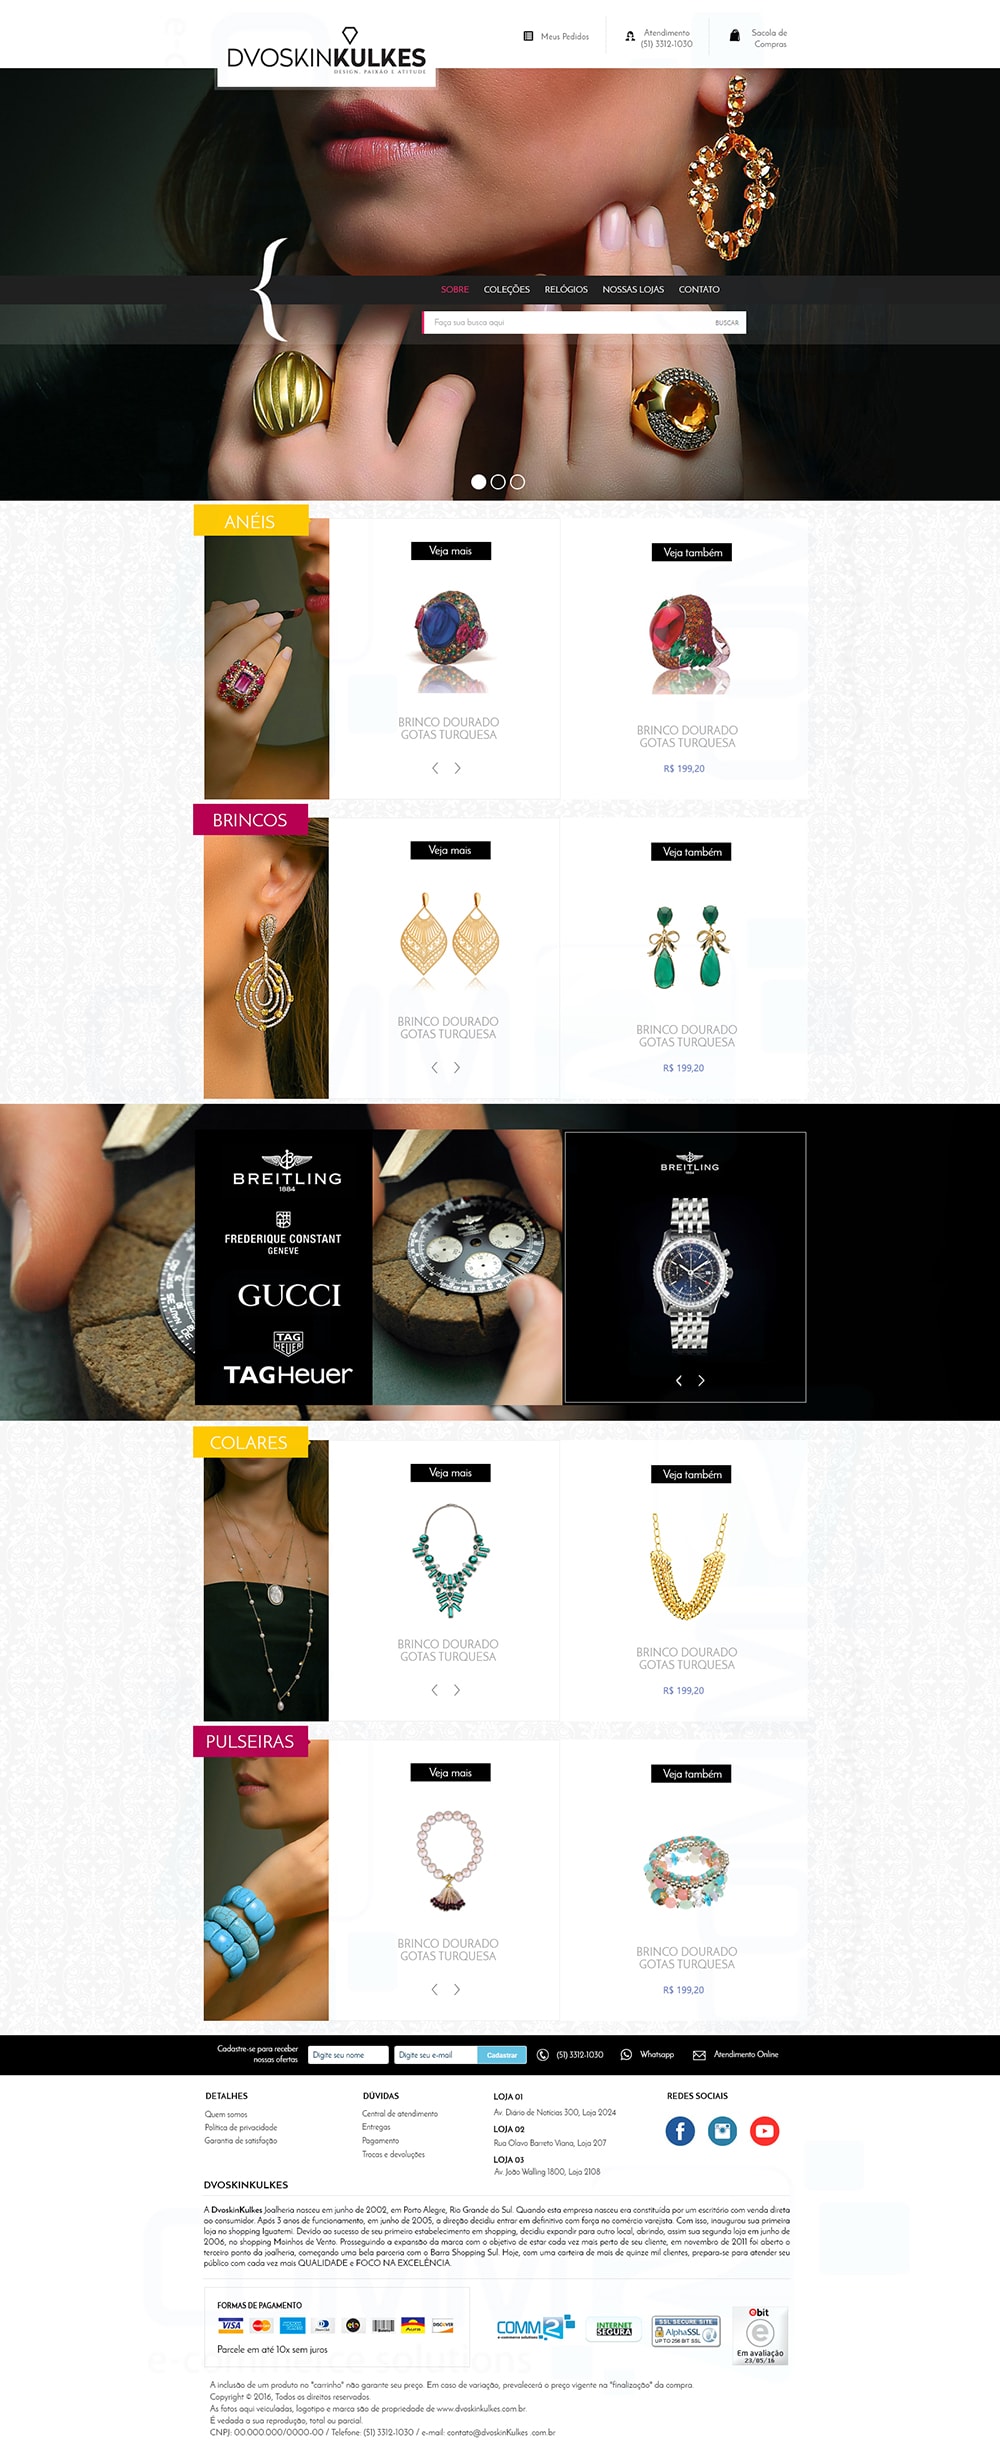 DVOSKINKULKES
DESIGN, PAIXÃO E ATITUDE
Meus Pedidos
Atendimento
(51) 3312-1030
Sacola de
Compras
SOBRE COLEÇÕES RELÓGIOS NOSSAS LOJAS CONTATO
Faça sua busca aqui BUSCAR
ANÉIS
Veja mais
BRINCO DOURADO
GOTAS TURQUESA
Veja também
BRINCO DOURADO
GOTAS TURQUESA
R$ 199,20
BRINCOS
Veja mais
BRINCO DOURADO
GOTAS TURQUESA
Veja também
BRINCO DOURADO
GOTAS TURQUESA
R$ 199,20
BREITLING
1884
FREDERIQUE CONSTANT
GENEVE
GUCCI
TAG
HEUER
TAGHeuer
BREITLING
1884
COLARES
Veja mais
BRINCO DOURADO
GOTAS TURQUESA
Veja também
BRINCO DOURADO
GOTAS TURQUESA
R$ 199,20
PULSEIRAS
Veja mais
BRINCO DOURADO
GOTAS TURQUESA
Veja também
BRINCO DOURADO
GOTAS TURQUESA
R$ 199,20
Cadastre-se para receber
nossas ofertas
Digite seu nome
Digite seu e-mail
Cadastrar
(51) 3312-1030
Whatsapp
Atendimento Online
DETALHES
Quem somos
Política de privacidade
Garantia de satisfação
DÚVIDAS
Central de atendimento
Entregas
Pagamento
Trocas e devoluções
LOJA 01
Av. Diário de Notícias 300, Loja 2024
LOJA 02
Rua Olavo Barreto Viana, Loja 207
LOJA 03
Av. João Walling 1800, Loja 2108
REDES SOCIAIS
DVOSKINKULKES
A DvoskinKulkes Joalheria nasceu em junho de 2002, em Porto Alegre, Rio Grande do Sul. Quando esta empresa nasceu era constituída por um escritório com venda direta
ao consumidor. Após 3 anos de funcionamento, em junho de 2005, a direção decidiu entrar em definitivo com força no comércio varejista. Com isso, inaugurou sua primeira
loja no shopping Iguatemi. Devido ao sucesso de seu primeiro estabelecimento em shopping, decidiu expandir para outro local, abrindo, assim sua segunda loja em junho de
2006, no shopping Moinhos de Vento. Prosseguindo a expansão da marca com o objetivo de estar cada vez mais perto de seu cliente, em novembro de 2011 foi aberto o
terceiro ponto da joalheria, começando uma bela parceria com o Barra Shopping Sul. Hoje, com uma carteira de mais de quinze mil clientes, prepara-se para atender seu
público com cada vez mais QUALIDADE e FOCO NA EXCELÊNCIA.
FORMAS DE PAGAMENTO
VISA MasterCard Diners elo Aura DISCOVER
Parcele em até 10x sem juros
COMM2
e-commerce solutions
INTERNET
SEGURA
SSL SECURE SITE
AlphaSSL
UP TO 256 BIT SSL
ebit
Em avaliação
23/05/16
A inclusão de um produto no "carrinho" não garante seu preço. Em caso de variação, prevalecerá o preço vigente na "finalização" da compra.
Copyright © 2016, Todos os direitos reservados.
As fotos aqui veiculadas, logotipo e marca são de propriedade de www.dvoskinkulkes.com.br
É vedada a sua reprodução, total ou parcial.
CNPJ: 00.000.000/0000-00 / Telefone: (51) 3312-1030 / e-mail: contato@dvoskinKulkes .com.br